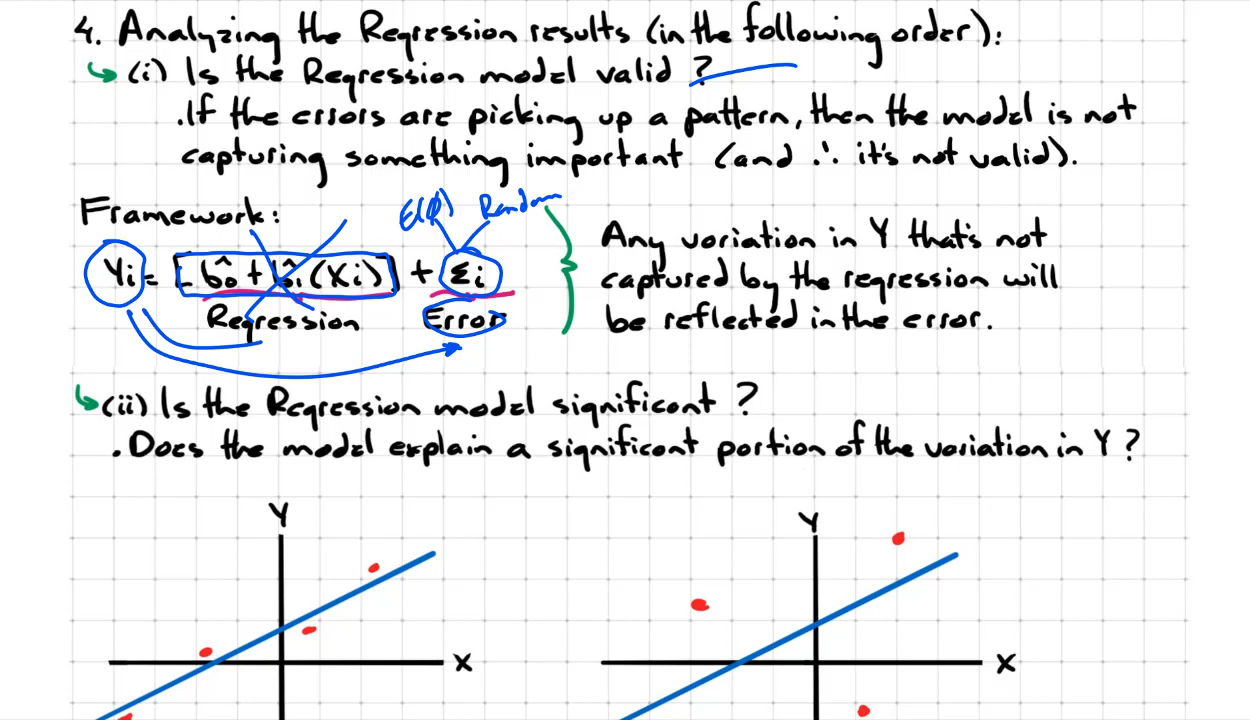 4. Analyzing the Regression results (in the following order):
(i) Is the Regression model valid ?
. If the errors are picking up a pattern, then the model is not
capturing something important (and ∴ it's not valid).
Framework:
E(φ) Random
Yi = [b̂0 + b̂1(Xi)] + Σi
Regression Error
Any variation in Y that's not
captured by the regression will
be reflected in the error.
(ii) Is the Regression model significant ?
. Does the model explain a significant portion of the variation in Y ?
Y
X
Y
X